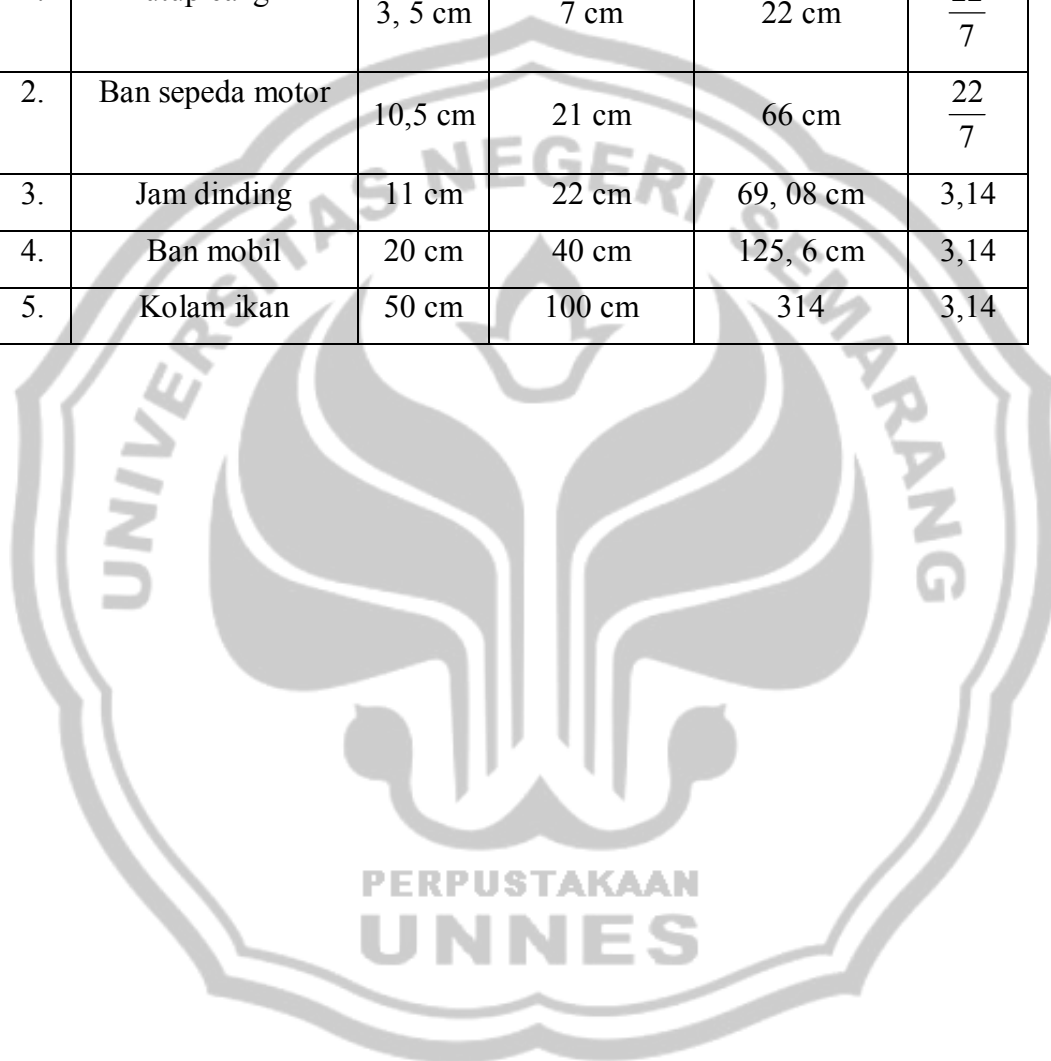 3, 5 cm 7 cm 22 cm 22/7
2. Ban sepeda motor 10,5 cm 21 cm 66 cm 22/7
3. Jam dinding 11 cm 22 cm 69, 08 cm 3,14
4. Ban mobil 20 cm 40 cm 125, 6 cm 3,14
5. Kolam ikan 50 cm 100 cm 314 3,14
UNIVERSITAS NEGERI SEMARANG
PERPUSTAKAAN
UNNES